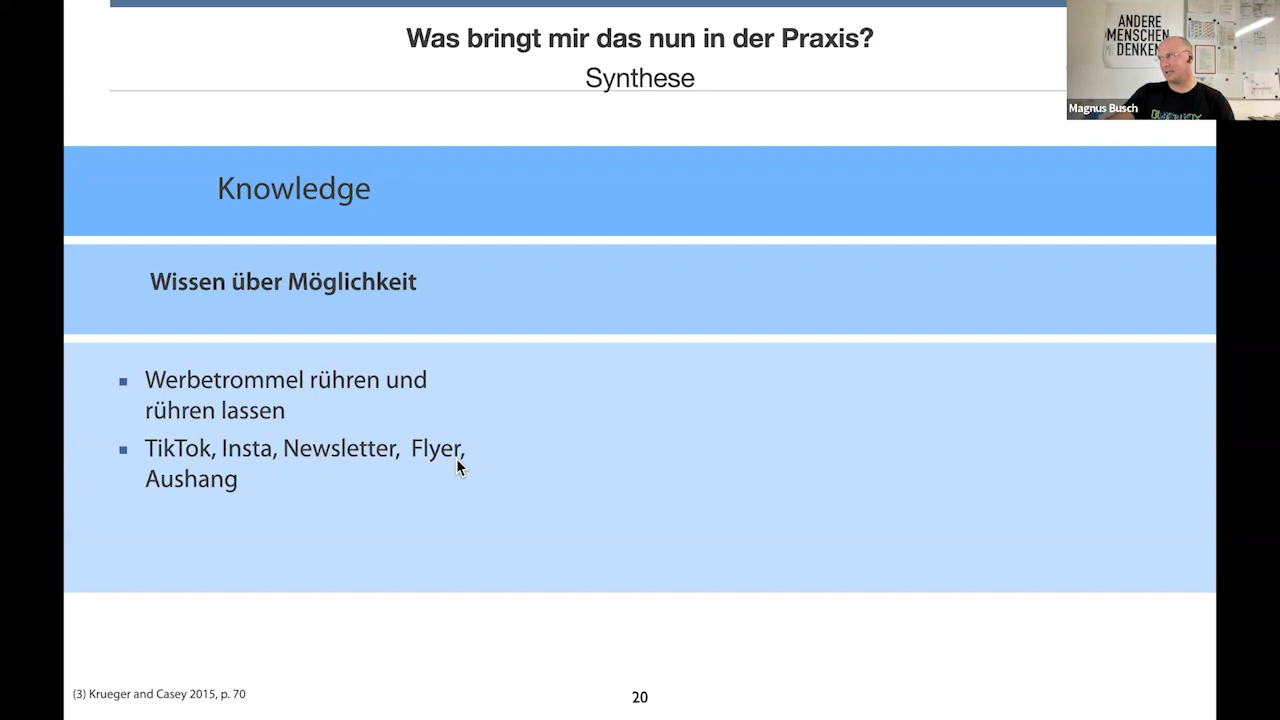 Was bringt mir das nun in der Praxis?
Synthese
ANDERE
MENSCHEN
DENKEN
Magnus Busch
Knowledge
Wissen über Möglichkeit
Werbetrommel rühren und
rühren lassen
TikTok, Insta, Newsletter, Flyer,
Aushang
(3) Krueger and Casey 2015, p. 70
20